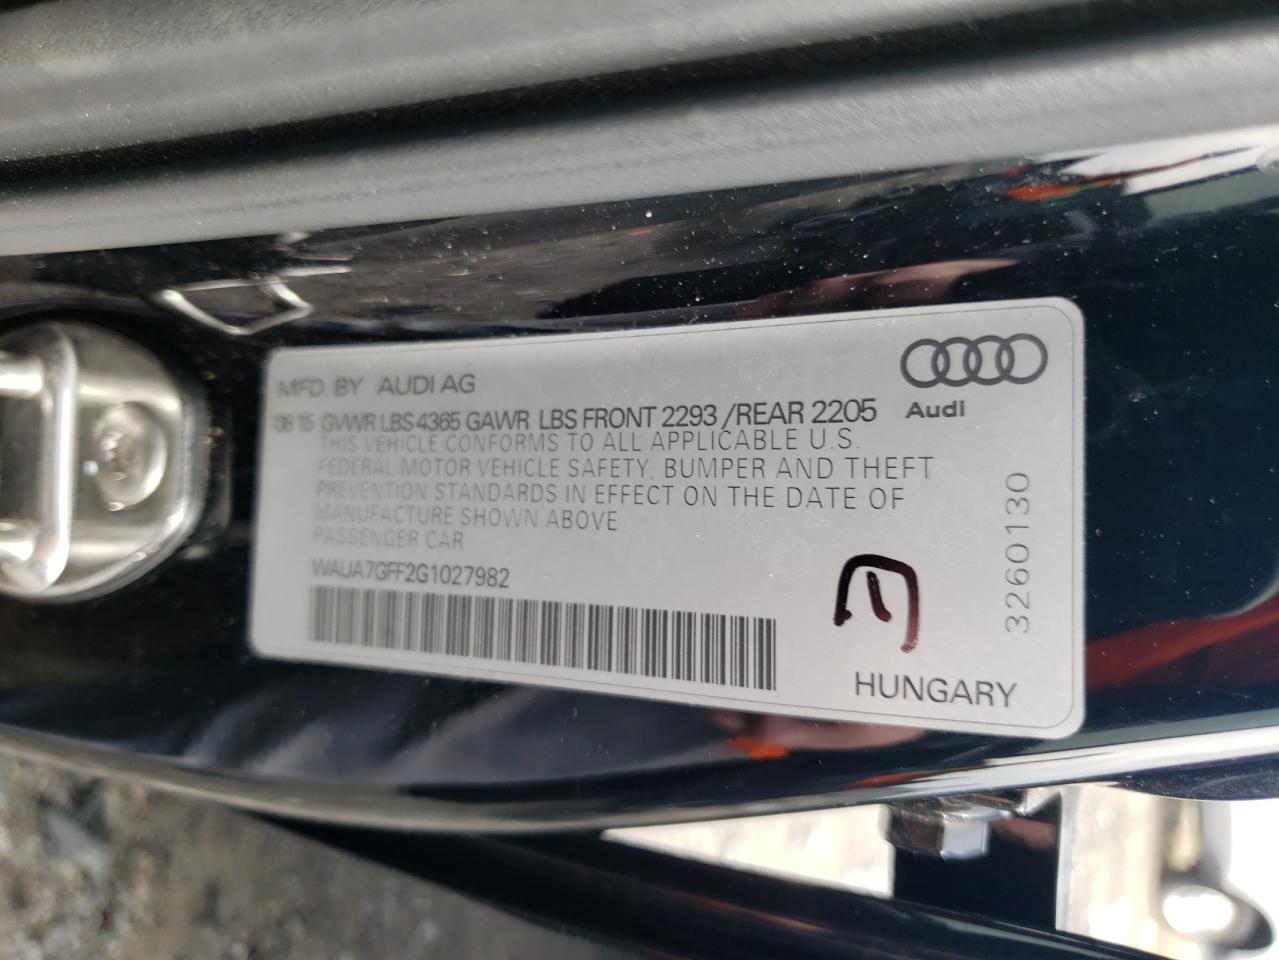 MFD. BY AUDI AG
08 15 GVWR LBS 4365 GAWR LBS FRONT 2293 /REAR 2205
Audi
THIS VEHICLE CONFORMS TO ALL APPLICABLE U.S.
FEDERAL MOTOR VEHICLE SAFETY, BUMPER AND THEFT
PREVENTION STANDARDS IN EFFECT ON THE DATE OF
MANUFACTURE SHOWN ABOVE
PASSENGER CAR
WAUA7GFF2G1027982
3260130
HUNGARY